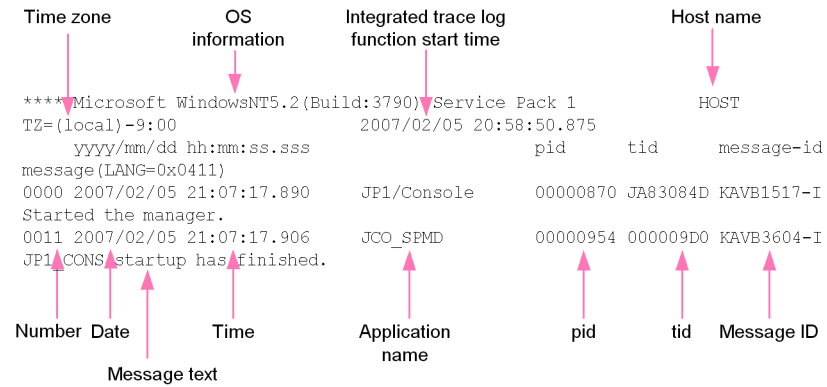 Time zone OS information Integrated trace log function start time Host name
**** Microsoft WindowsNT5.2(Build:3790) Service Pack 1 HOST
TZ=(local)-9:00 2007/02/05 20:58:50.875
yyyy/mm/dd hh:mm:ss.sss pid tid message-id
message(LANG=0x0411)
0000 2007/02/05 21:07:17.890 JP1/Console 00000870 JA83084D KAVB1517-I
Started the manager.
0011 2007/02/05 21:07:17.906 JCO_SPMD 00000954 000009D0 KAVB3604-I
JP1_CONS startup has finished.
Number Date Time Application name pid tid Message ID
Message text